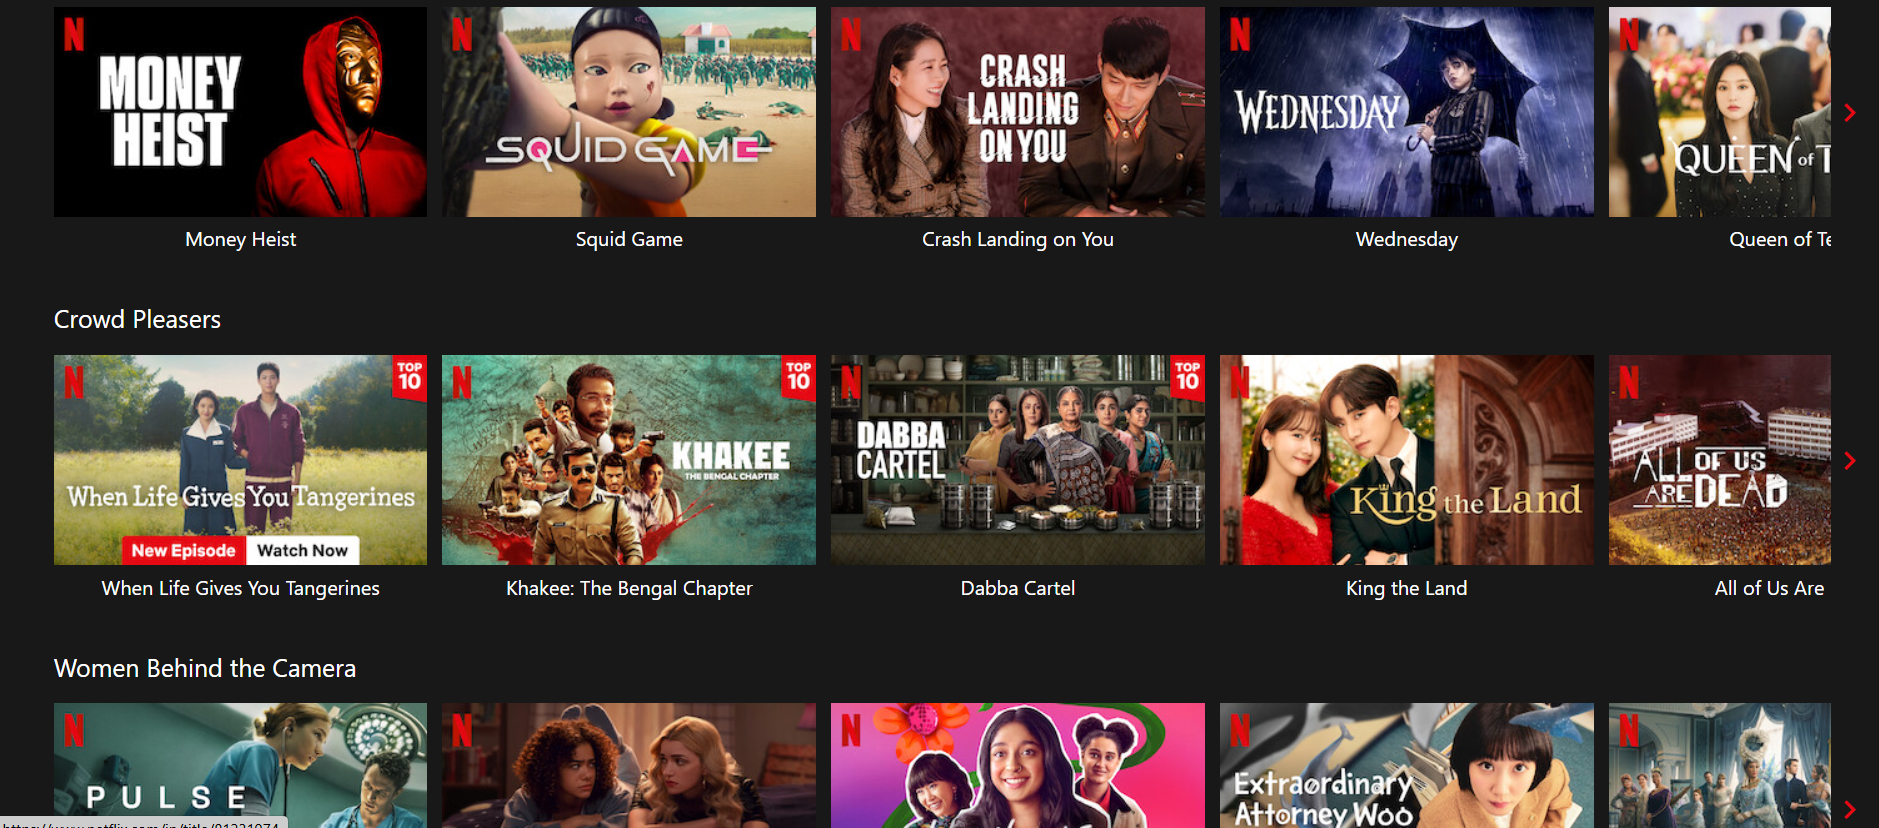 N
MONEY
HEIST
N
SQUID GAME
N
CRASH
LANDING
ON YOU
N
WEDNESDAY
N
QUEEN of T
Money Heist
Squid Game
Crash Landing on You
Wednesday
Queen of Te
Crowd Pleasers
N
TOP
10
When Life Gives You Tangerines
New Episode
Watch Now
N
TOP
10
KHAKEE
THE BENGAL CHAPTER
N
TOP
10
DABBA
CARTEL
N
King the Land
N
ALL OF US
ARE DEAD
When Life Gives You Tangerines
Khakee: The Bengal Chapter
Dabba Cartel
King the Land
All of Us Are
Women Behind the Camera
N
PULSE
N
N
N
Extraordinary
Attorney Woo
N